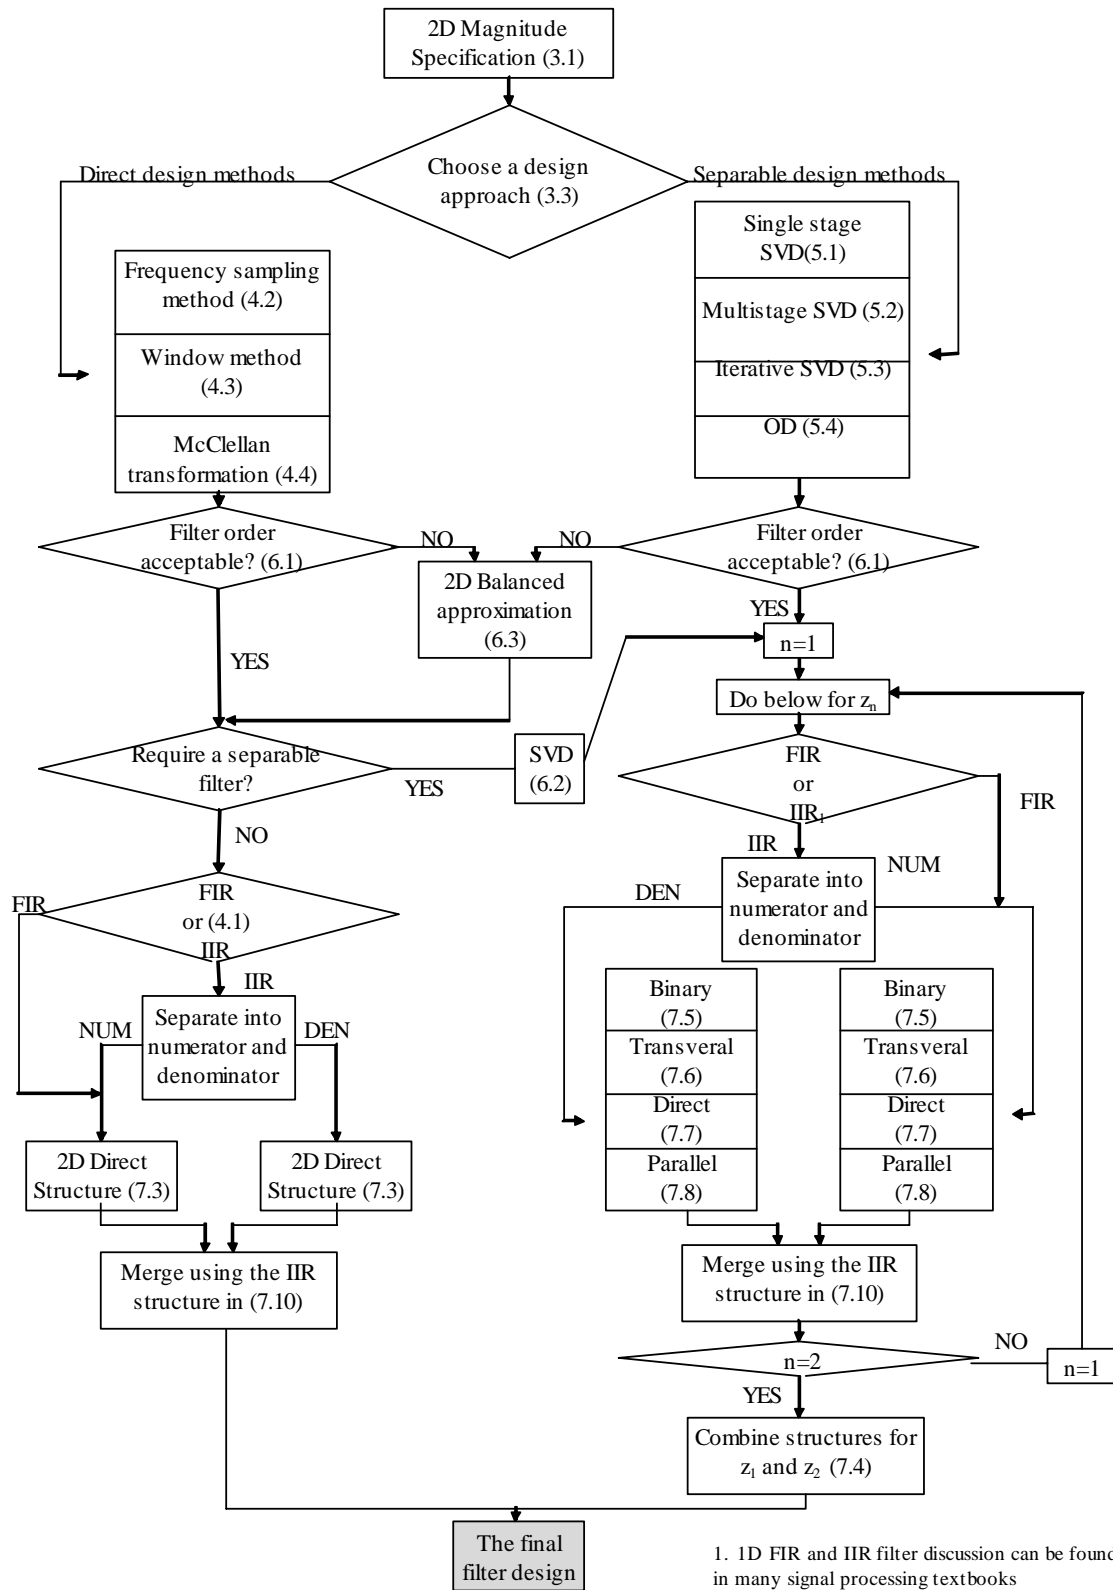 2D Magnitude
Specification (3.1)
Choose a design
approach (3.3)
Direct design methods
Separable design methods
Frequency sampling
method (4.2)
Window method
(4.3)
McClellan
transformation (4.4)
Single stage
SVD(5.1)
Multistage SVD (5.2)
Iterative SVD (5.3)
OD (5.4)
Filter order
acceptable? (6.1)
NO
NO
Filter order
acceptable? (6.1)
2D Balanced
approximation
(6.3)
YES
YES
n=1
Do below for zn
Require a separable
filter?
YES
SVD
(6.2)
FIR
or
IIR1
FIR
NO
IIR
NUM
DEN
Separate into
numerator and
denominator
FIR
FIR
or (4.1)
IIR
IIR
NUM
Separate into
numerator and
denominator
DEN
Binary
(7.5)
Transveral
(7.6)
Direct
(7.7)
Parallel
(7.8)
Binary
(7.5)
Transveral
(7.6)
Direct
(7.7)
Parallel
(7.8)
2D Direct
Structure (7.3)
2D Direct
Structure (7.3)
Merge using the IIR
structure in (7.10)
Merge using the IIR
structure in (7.10)
n=2
NO
n=1
YES
Combine structures for
z1 and z2 (7.4)
The final
filter design
1. 1D FIR and IIR filter discussion can be found
in many signal processing textbooks